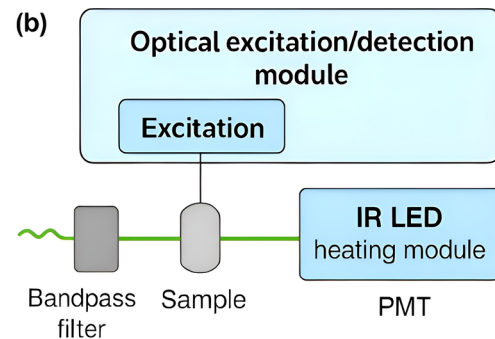 (b)
Optical excitation/detection
module
Excitation
IR LED
heating module
Bandpass
filter
Sample
PMT